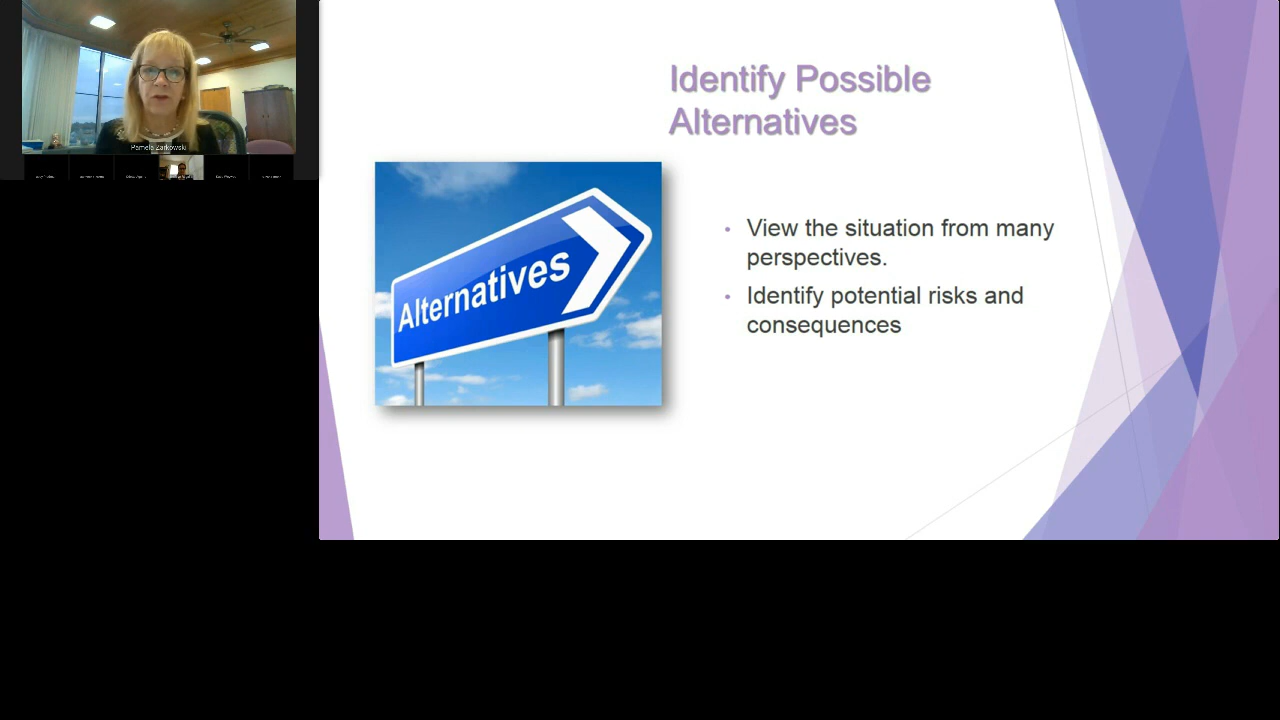 Pamela Zarkowski
Identify Possible
Alternatives
Alternatives
• View the situation from many
perspectives.
• Identify potential risks and
consequences